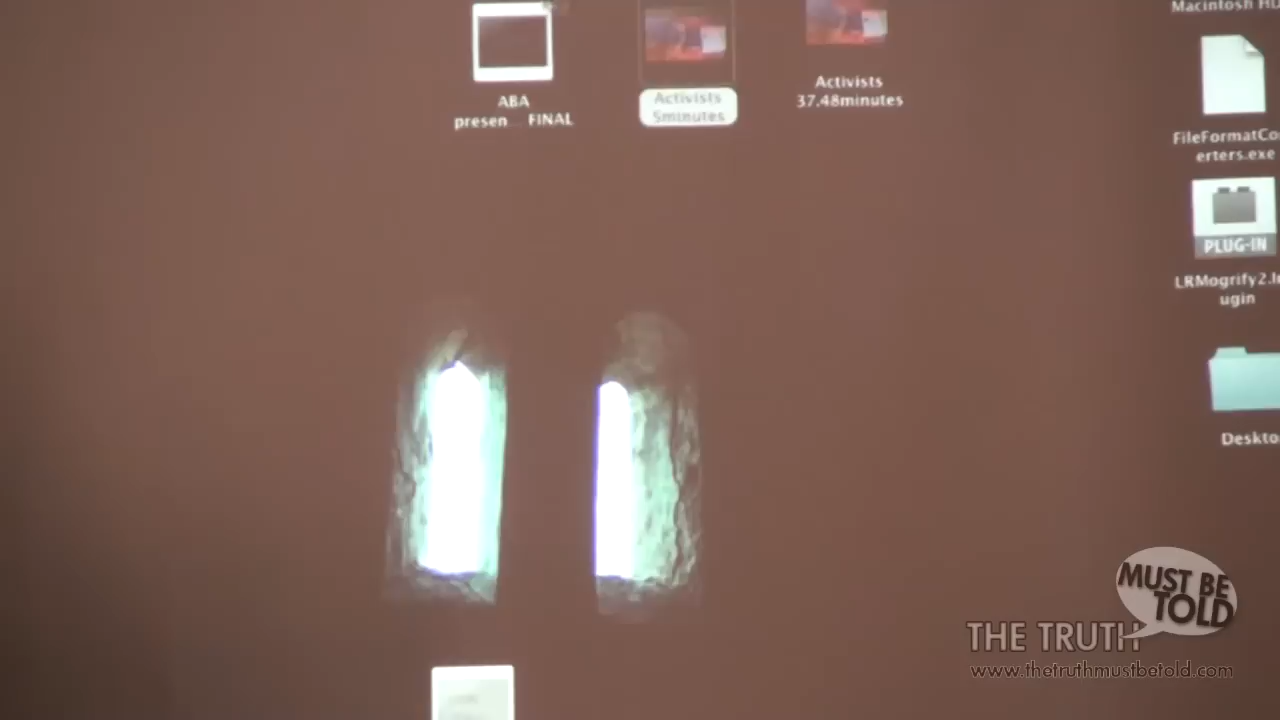 Macintosh HD
ABA
presen... FINAL
Activists
5minutes
Activists
37.48minutes
FileFormatCo
erters.exe
PLUG-IN
LRMogrify2.l
ugin
Deskto
MUST BE
TOLD
THE TRUTH
www.thetruthmustbetold.com